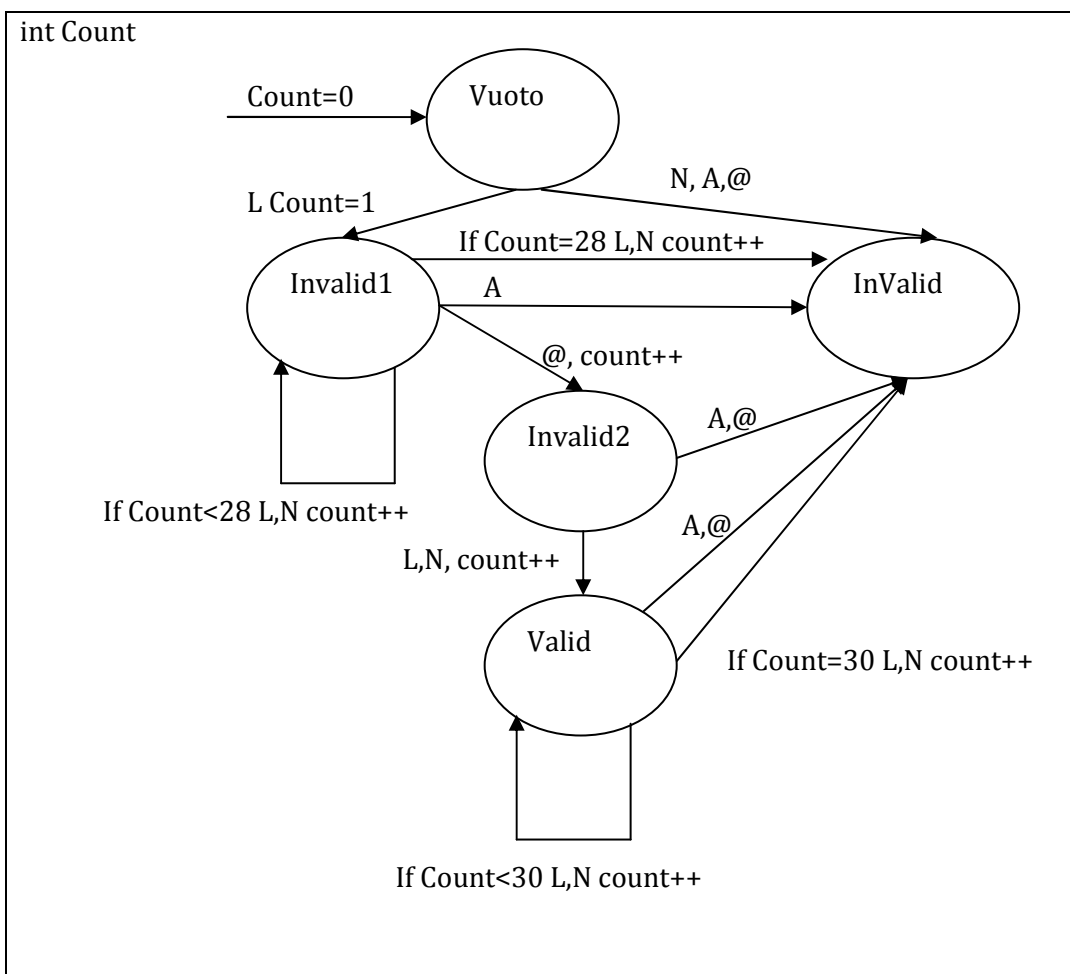 int Count
Count=0
Vuoto
N, A,@
L Count=1
If Count=28 L,N count++
Invalid1
InValid
A
@, count++
Invalid2
A,@
If Count<28 L,N count++
A,@
L,N, count++
Valid
If Count=30 L,N count++
If Count<30 L,N count++